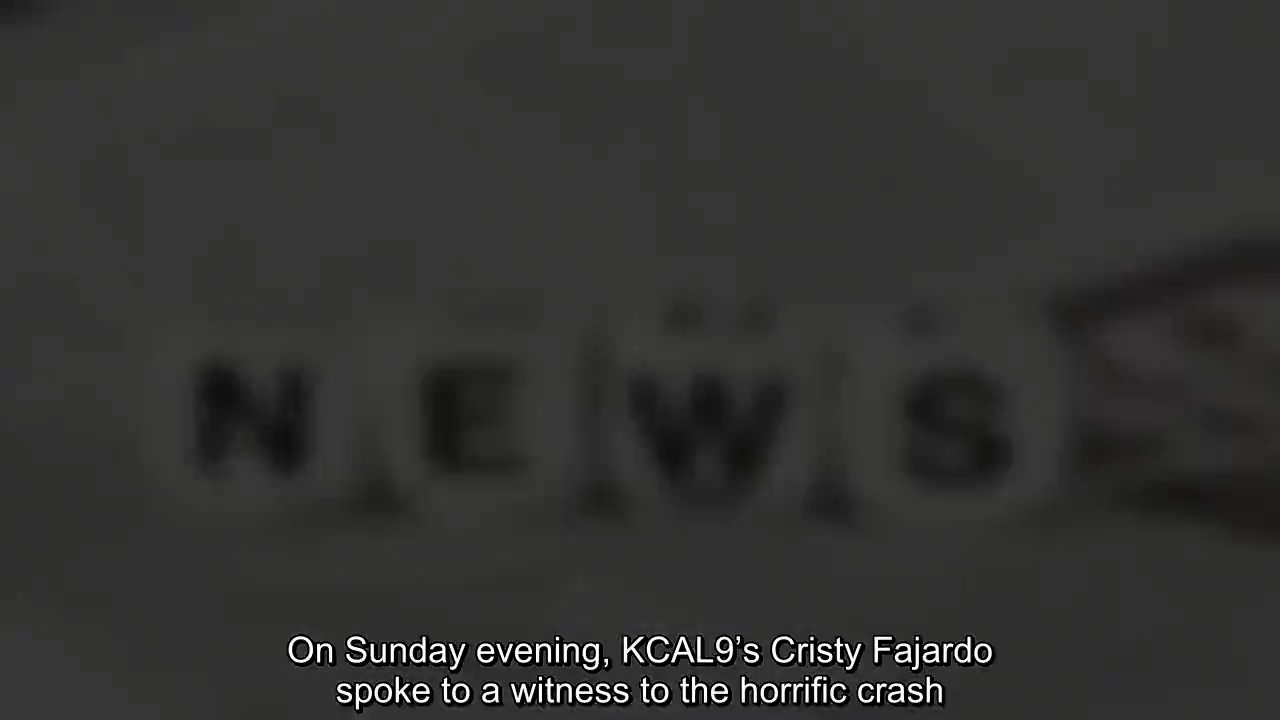 NEWS
On Sunday evening, KCAL9’s Cristy Fajardo
spoke to a witness to the horrific crash